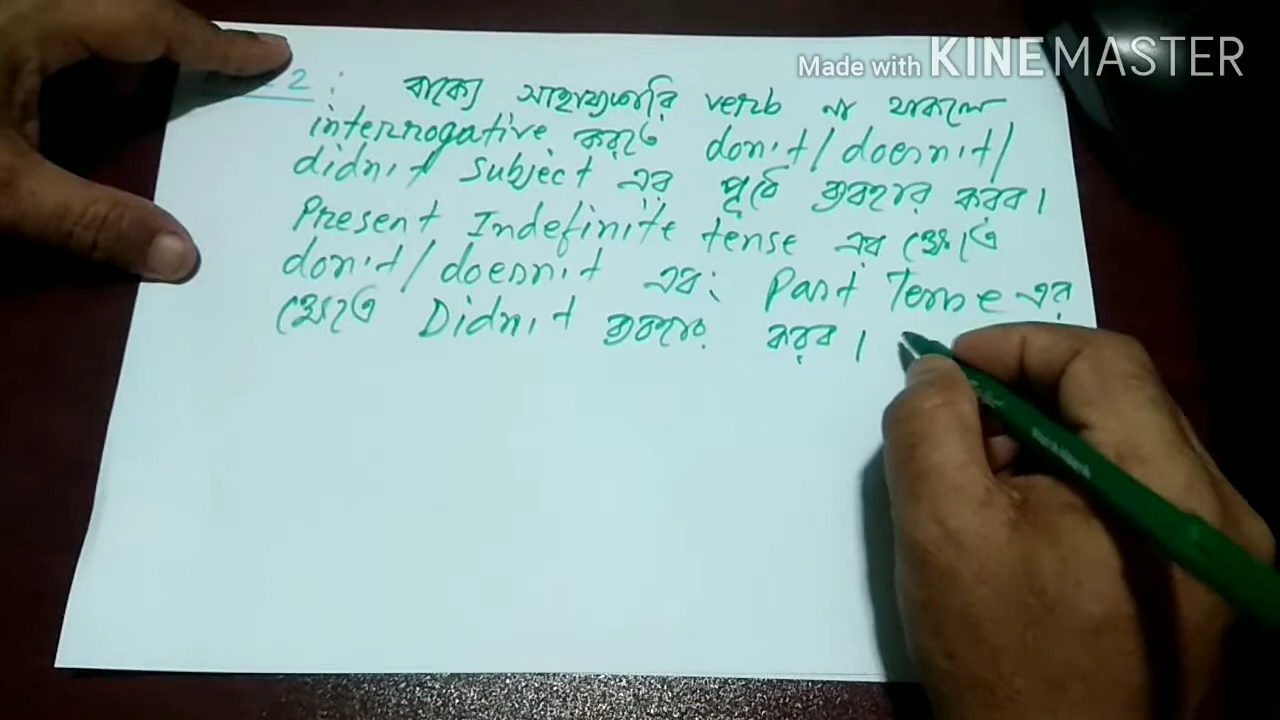 Made with KINEMASTER
2 : বাক্যে সাহায্যকারি verb না থাকলে
interrogative করতে don't/doesn't/
didn't subject এর পূর্বে ব্যবহার করব।
Present Indefinite tense এর ক্ষেত্রে
don't/doesn't এবং Past Tense এর
ক্ষেত্রে Didn't ব্যবহার করব।